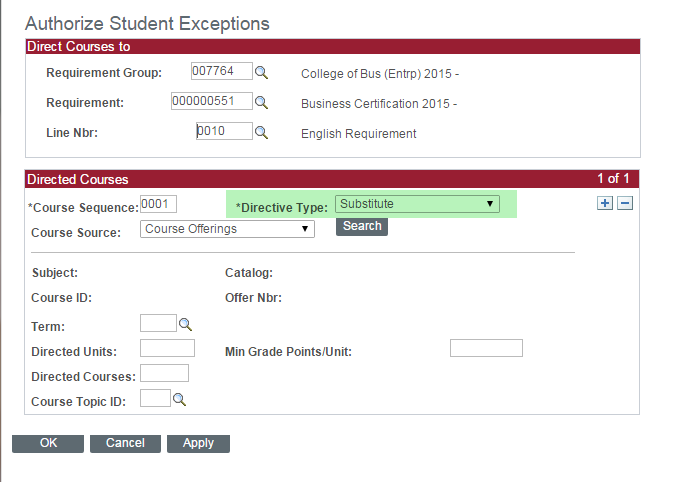 Authorize Student Exceptions
Direct Courses to
Requirement Group: 007764 College of Bus (Entrp) 2015 -
Requirement: 000000551 Business Certification 2015 -
Line Nbr: 0010 English Requirement
Directed Courses 1 of 1
*Course Sequence: 0001 *Directive Type: Substitute
Course Source: Course Offerings Search
Subject: Catalog:
Course ID: Offer Nbr:
Term:
Directed Units: Min Grade Points/Unit:
Directed Courses:
Course Topic ID:
OK Cancel Apply